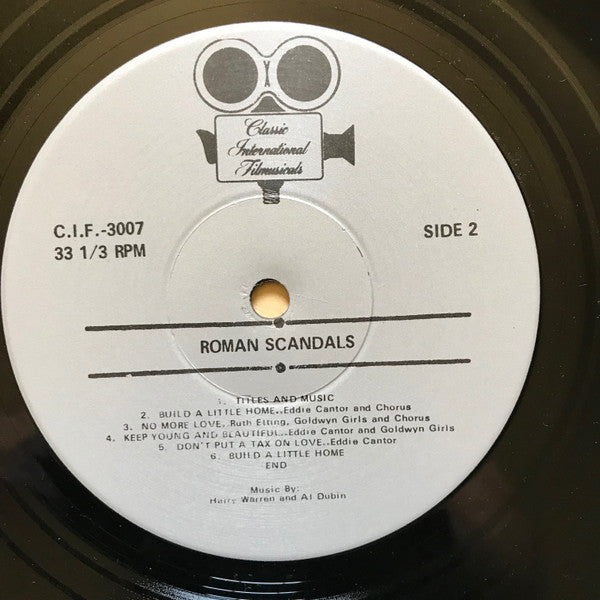 Classic
International
Filmusicals
C.I.F.-3007
33 1/3 RPM
SIDE 2
ROMAN SCANDALS
1. TITLES AND MUSIC
2. BUILD A LITTLE HOME..Eddie Cantor and Chorus
3. NO MORE LOVE, Ruth Etting, Goldwyn Girls and Chorus
4. KEEP YOUNG AND BEAUTIFUL..Eddie Cantor and Goldwyn Girls
5. DON'T PUT A TAX ON LOVE..Eddie Cantor
6. BUILD A LITTLE HOME
END
Music By:
Harry Warren and Al Dubin